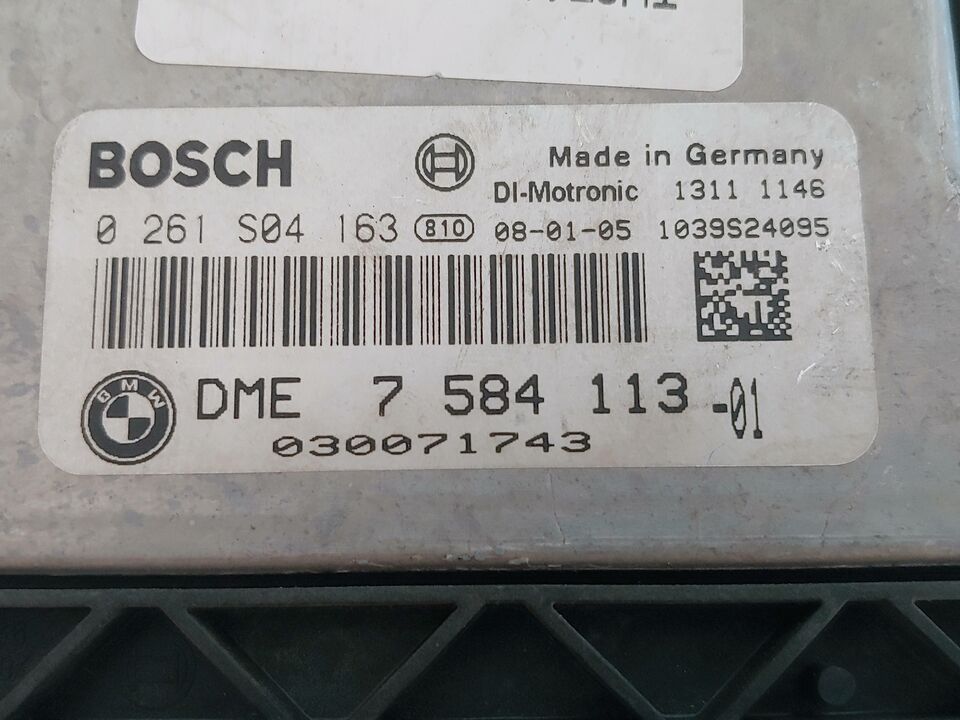 BOSCH
Made in Germany
DI-Motronic 1311 1146
0 261 S04 163 810 08-01-05 1039S24095
BMW
DME 7 584 113 -01
030071743